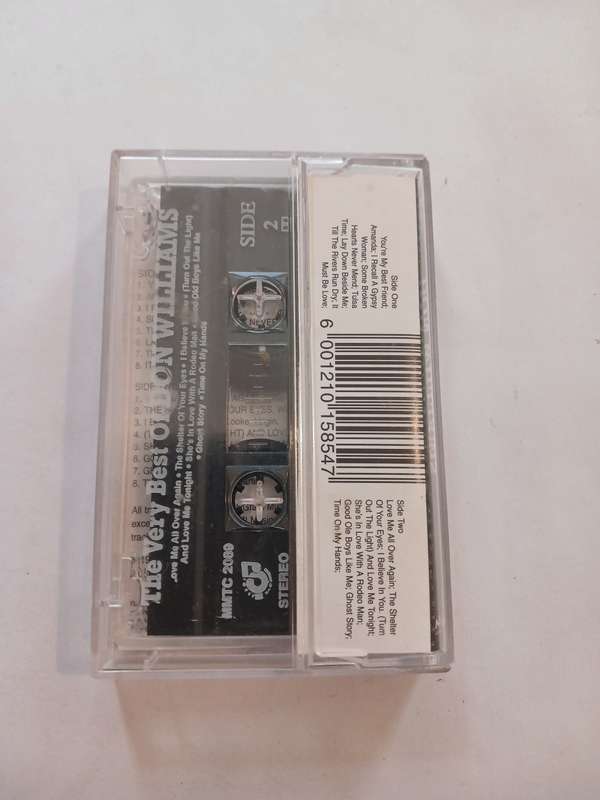 The Very Best Of DON WILLIAMS
Love Me All Over Again • The Shelter Of Your Eyes • I Believe In You • (Turn Out The Light)
And Love Me Tonight • She's In Love With A Rodeo Man • Good Old Boys Like Me
• Ghost Story • Time On My Hands
SIDE
2
MMTC 2089
STEREO
Side One
You're My Best Friend;
Amanda; I Recall A Gypsy
Woman; Some Broken
Hearts Never Mend; Tulsa
Time; Lay Down Beside Me;
Till The Rivers Run Dry; It
Must Be Love;
6 001210 158547
Side Two
Love Me All Over Again; The Shelter
Of Your Eyes; I Believe In You. (Turn
Out The Light) And Love Me Tonight;
She's In Love With A Rodeo Man;
Good Ole Boys Like Me; Ghost Story;
Time On My Hands;